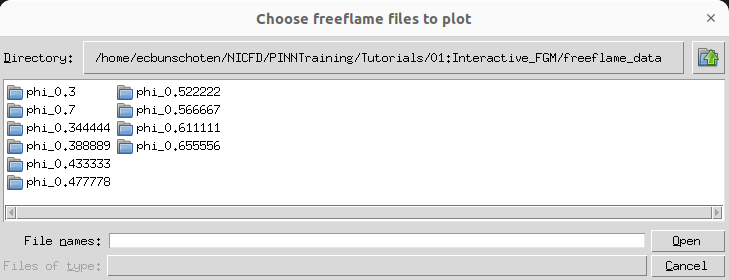 Choose freeflame files to plot
Directory: /home/ecbunschoten/NICFD/PINNTraining/Tutorials/01:Interactive_FGM/freeflame_data
phi_0.3
phi_0.7
phi_0.344444
phi_0.388889
phi_0.433333
phi_0.477778
phi_0.522222
phi_0.566667
phi_0.611111
phi_0.655556
File names: Open
Files of type: Cancel